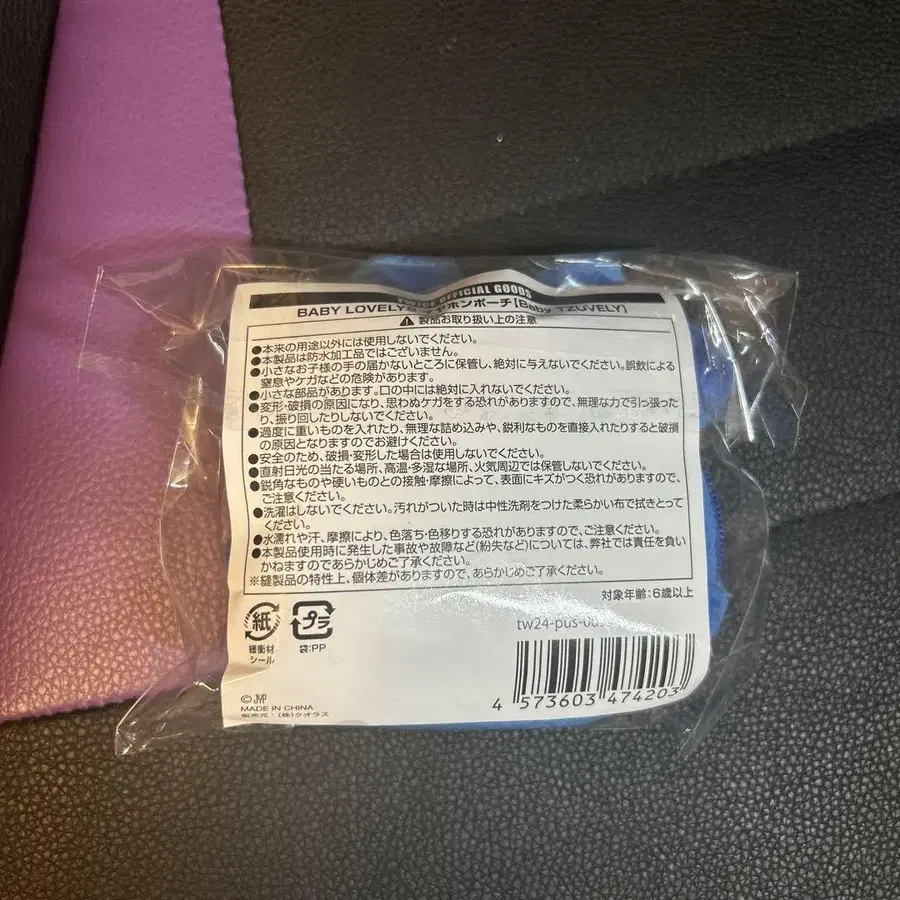 TWICE OFFICIAL GOODS
BABY LOVELYS イヤホンポーチ[Baby TZUVELY]
製品お取り扱い上の注意
●本来の用途以外には使用しないでください。
●本製品は防水加工品ではございません。
●小さなお子様の手の届かないところに保管し、絶対に与えないでください。誤飲による
窒息やケガなどの危険があります。
●小さな部品があります。口の中には絶対に入れないでください。
●変形・破損の原因になり、思わぬケガをする恐れがありますので、無理な力で引っ張った
り、振り回したりしないでください。
●過度に重いものを入れたり、無理な詰め込みや、鋭利なものを直接入れたりすると破損
の原因となりますのでお避けください。
●安全のため、破損・変形した場合は使用しないでください。
●直射日光の当たる場所、高温・多湿な場所、火気周辺では保管しないでください。
●鋭角なものや硬いものとの接触・摩擦によって、表面にキズがつく恐れがありますので、
ご注意ください。
●洗濯はしないでください。汚れがついた時は中性洗剤をつけた柔らかい布で拭きとって
ください。
●水濡れや汗、摩擦により、色落ち・色移りする恐れがありますので、ご注意ください。
●本製品使用時に発生した事故や故障など(紛失など)については、弊社では責任を負い
かねますのであらかじめご了承ください。
※縫製品の特性上、個体差がありますので、あらかじめご了承ください。
対象年齢:6歳以上
紙
プラ
緩衝材
シール
袋:PP
tw24-pus-00
4 573603 474203
©JYP
MADE IN CHINA
販売元:(株)クオラス